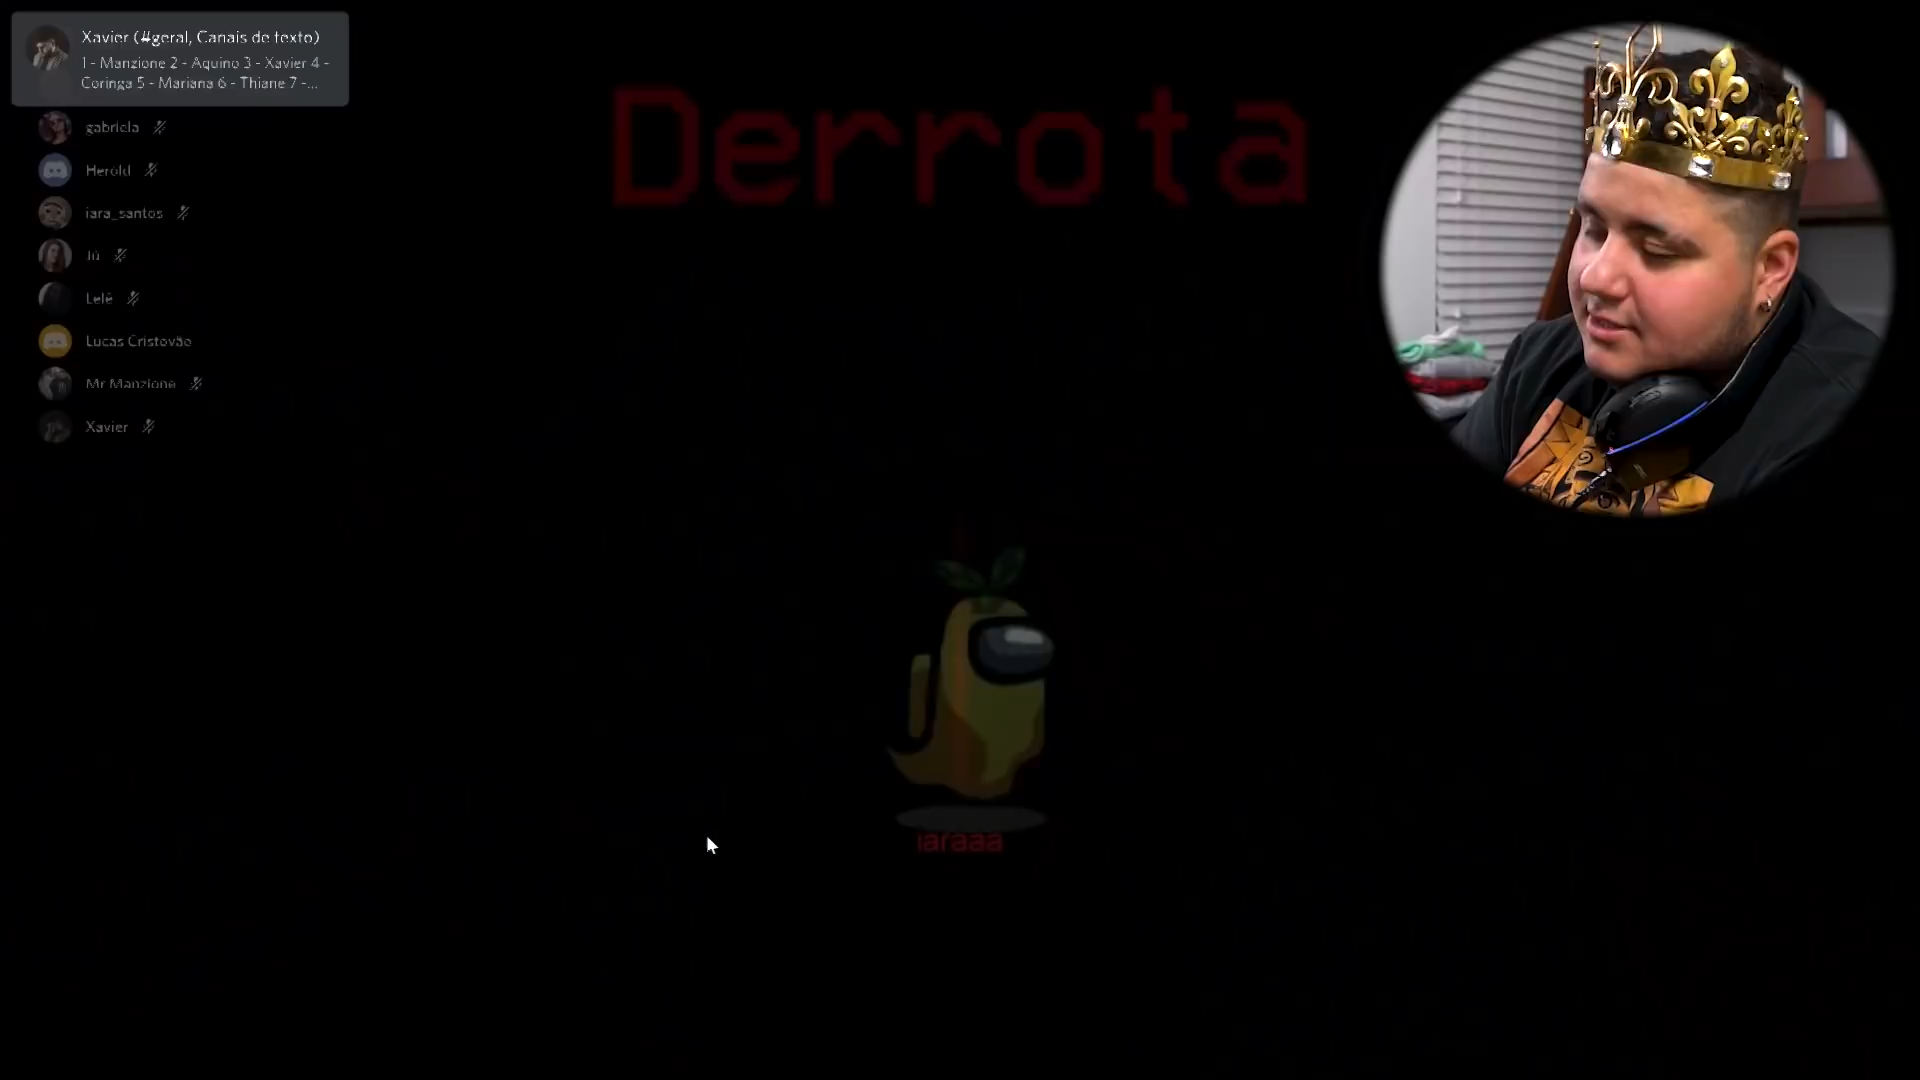 Xavier (#geral, Canais de texto)
1 - Manzione 2 - Aquino 3 - Xavier 4 -
Coringa 5 - Mariana 6 - Thiane 7 -...
Derrota
gabriela
Herold
iara_santos
Jú
Lelê
Lucas Cristovão
Mr Manzione
Xavier
iaraaa